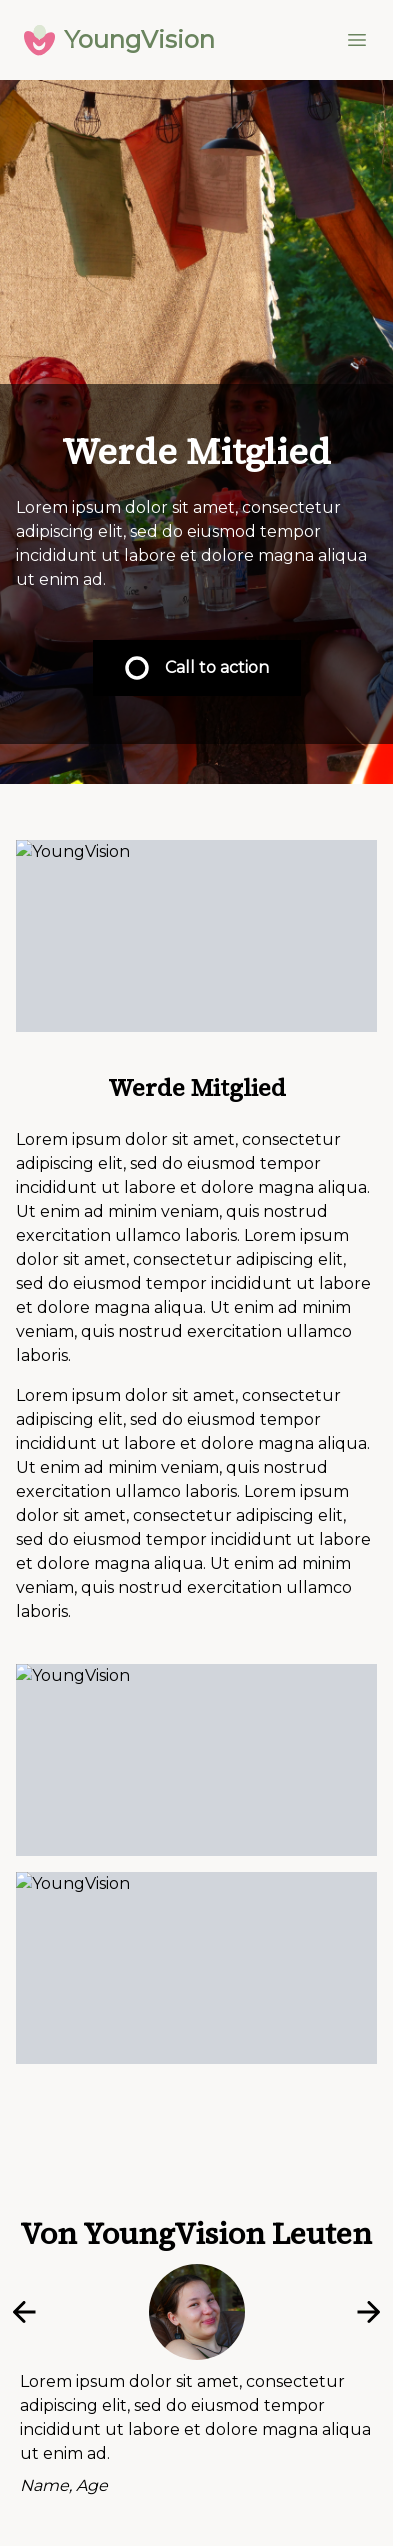 YoungVision
Werde Mitglied
Lorem ipsum dolor sit amet, consectetur
adipiscing elit, sed do eiusmod tempor
incididunt ut labore et dolore magna aliqua
ut enim ad.
Call to action
YoungVision
Werde Mitglied
Lorem ipsum dolor sit amet, consectetur
adipiscing elit, sed do eiusmod tempor
incididunt ut labore et dolore magna aliqua.
Ut enim ad minim veniam, quis nostrud
exercitation ullamco laboris. Lorem ipsum
dolor sit amet, consectetur adipiscing elit,
sed do eiusmod tempor incididunt ut labore
et dolore magna aliqua. Ut enim ad minim
veniam, quis nostrud exercitation ullamco
laboris.
Lorem ipsum dolor sit amet, consectetur
adipiscing elit, sed do eiusmod tempor
incididunt ut labore et dolore magna aliqua.
Ut enim ad minim veniam, quis nostrud
exercitation ullamco laboris. Lorem ipsum
dolor sit amet, consectetur adipiscing elit,
sed do eiusmod tempor incididunt ut labore
et dolore magna aliqua. Ut enim ad minim
veniam, quis nostrud exercitation ullamco
laboris.
YoungVision
YoungVision
Von YoungVision Leuten
Lorem ipsum dolor sit amet, consectetur
adipiscing elit, sed do eiusmod tempor
incididunt ut labore et dolore magna aliqua
ut enim ad.
Name, Age